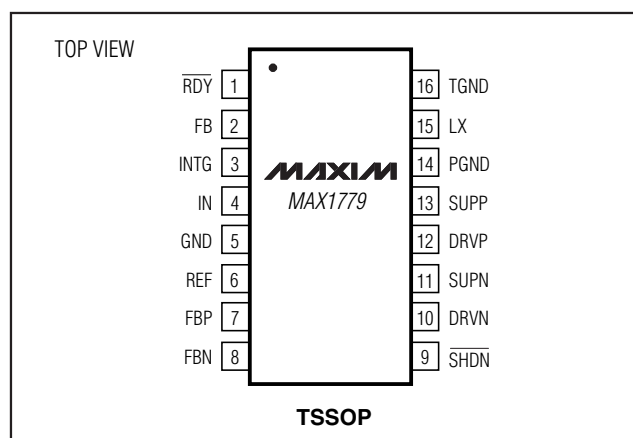 TOP VIEW
RDY 1
FB 2
INTG 3
IN 4
GND 5
REF 6
FBP 7
FBN 8
MAXIM
MAX1779
16 TGND
15 LX
14 PGND
13 SUPP
12 DRVP
11 SUPN
10 DRVN
9 SHDN
TSSOP